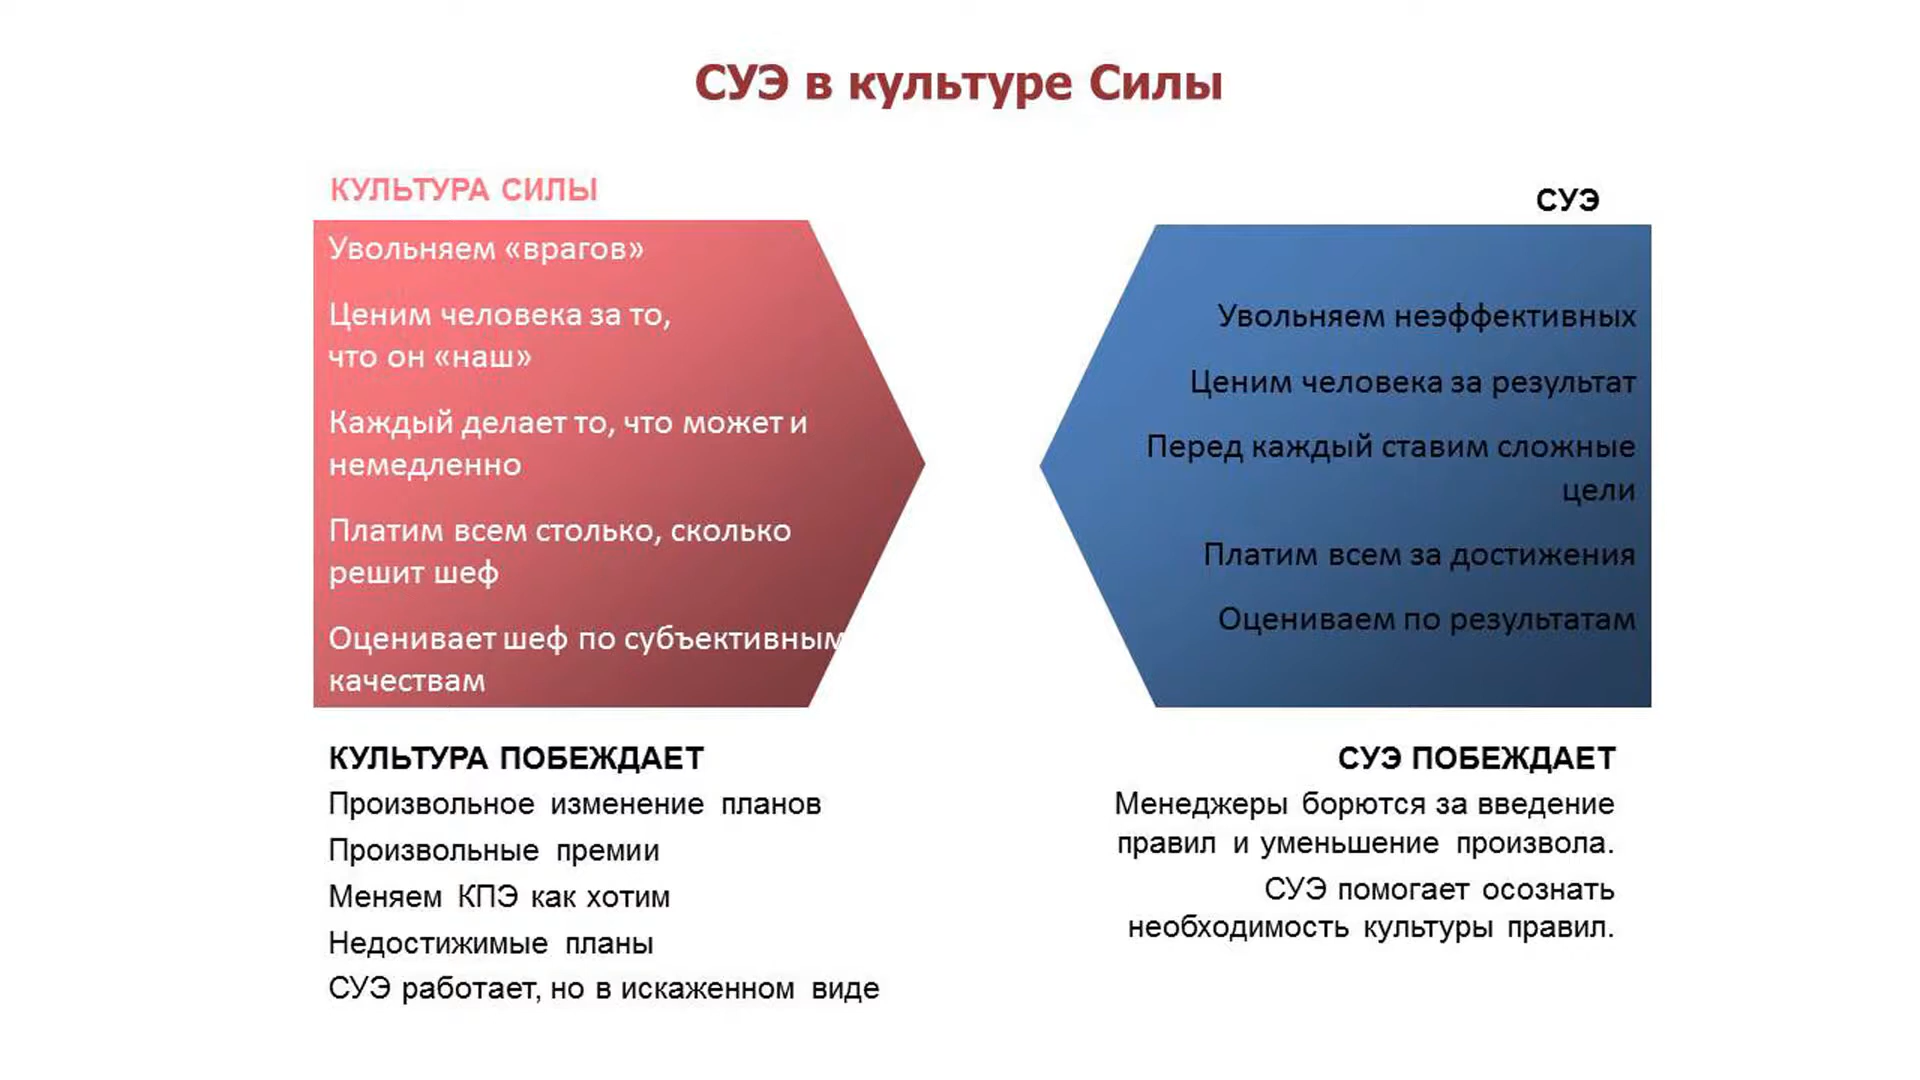 СУЭ в культуре Силы
КУЛЬТУРА СИЛЫ
Увольняем «врагов»
Ценим человека за то,
что он «наш»
Каждый делает то, что может и
немедленно
Платим всем столько, сколько
решит шеф
Оценивает шеф по субъективным
качествам
СУЭ
Увольняем неэффективных
Ценим человека за результат
Перед каждый ставим сложные
цели
Платим всем за достижения
Оцениваем по результатам
КУЛЬТУРА ПОБЕЖДАЕТ
Произвольное изменение планов
Произвольные премии
Меняем КПЭ как хотим
Недостижимые планы
СУЭ работает, но в искаженном виде
СУЭ ПОБЕЖДАЕТ
Менеджеры борются за введение
правил и уменьшение произвола.
СУЭ помогает осознать
необходимость культуры правил.